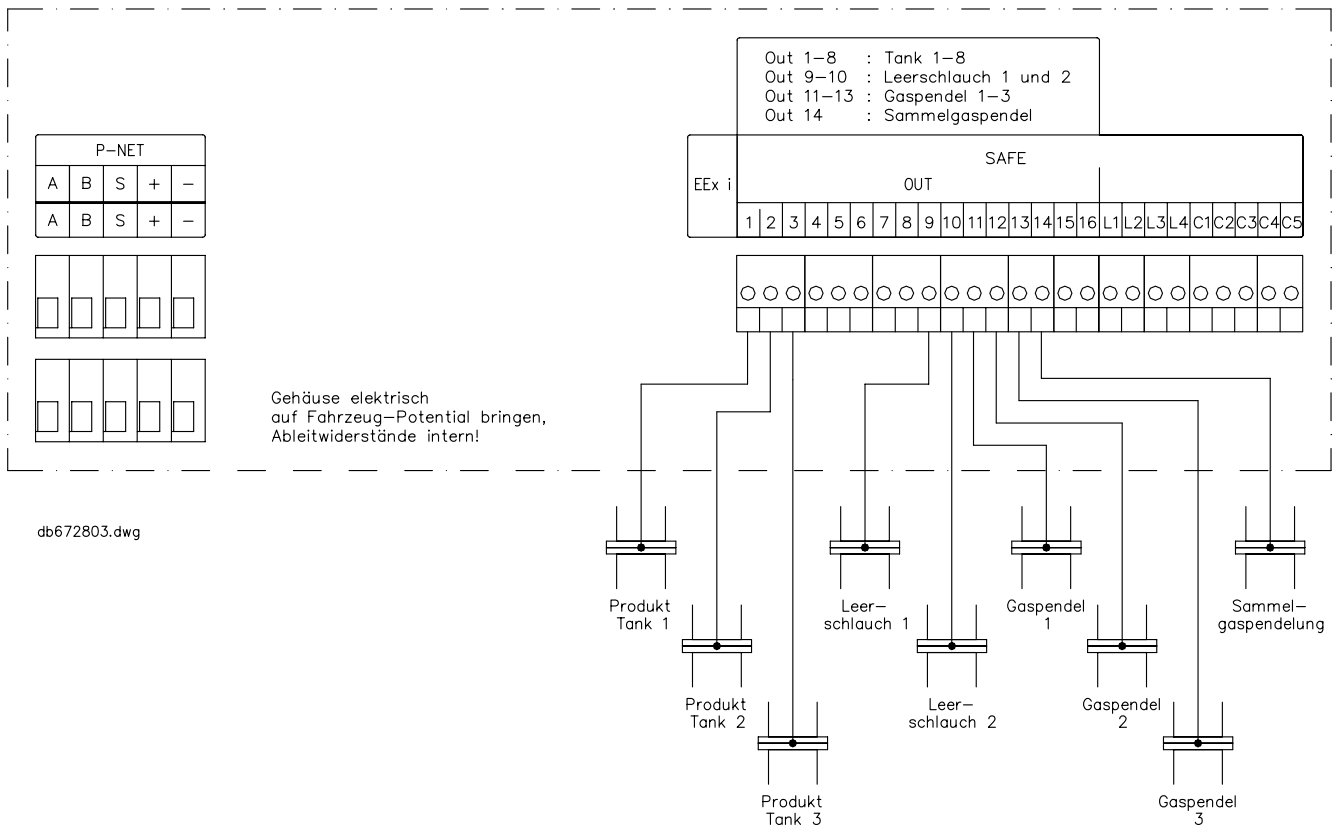 Out 1–8 : Tank 1–8
Out 9–10 : Leerschlauch 1 und 2
Out 11–13 : Gaspendel 1–3
Out 14 : Sammelgaspendel
P–NET
A B S + –
A B S + –
EEx i
SAFE
OUT
1 2 3 4 5 6 7 8 9 10 11 12 13 14 15 16 L1 L2 L3 L4 C1 C2 C3 C4 C5
Gehäuse elektrisch
auf Fahrzeug–Potential bringen,
Ableitwiderstände intern!
db672803.dwg
Produkt
Tank 1
Leer–
schlauch 1
Gaspendel
1
Sammel–
gaspendelung
Produkt
Tank 2
Leer–
schlauch 2
Gaspendel
2
Produkt
Tank 3
Gaspendel
3